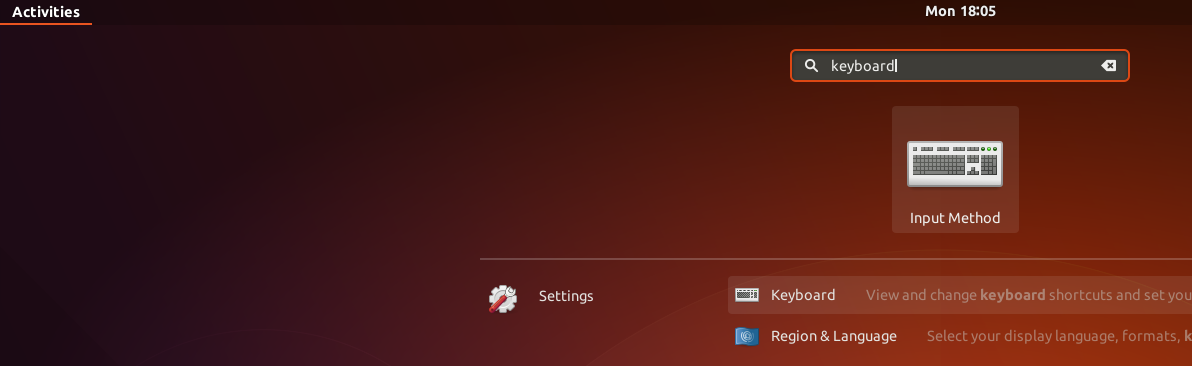 Activities
Mon 18:05
keyboard
Input Method
Settings
Keyboard
View and change keyboard shortcuts and set you
Region & Language
Select your display language, formats, k